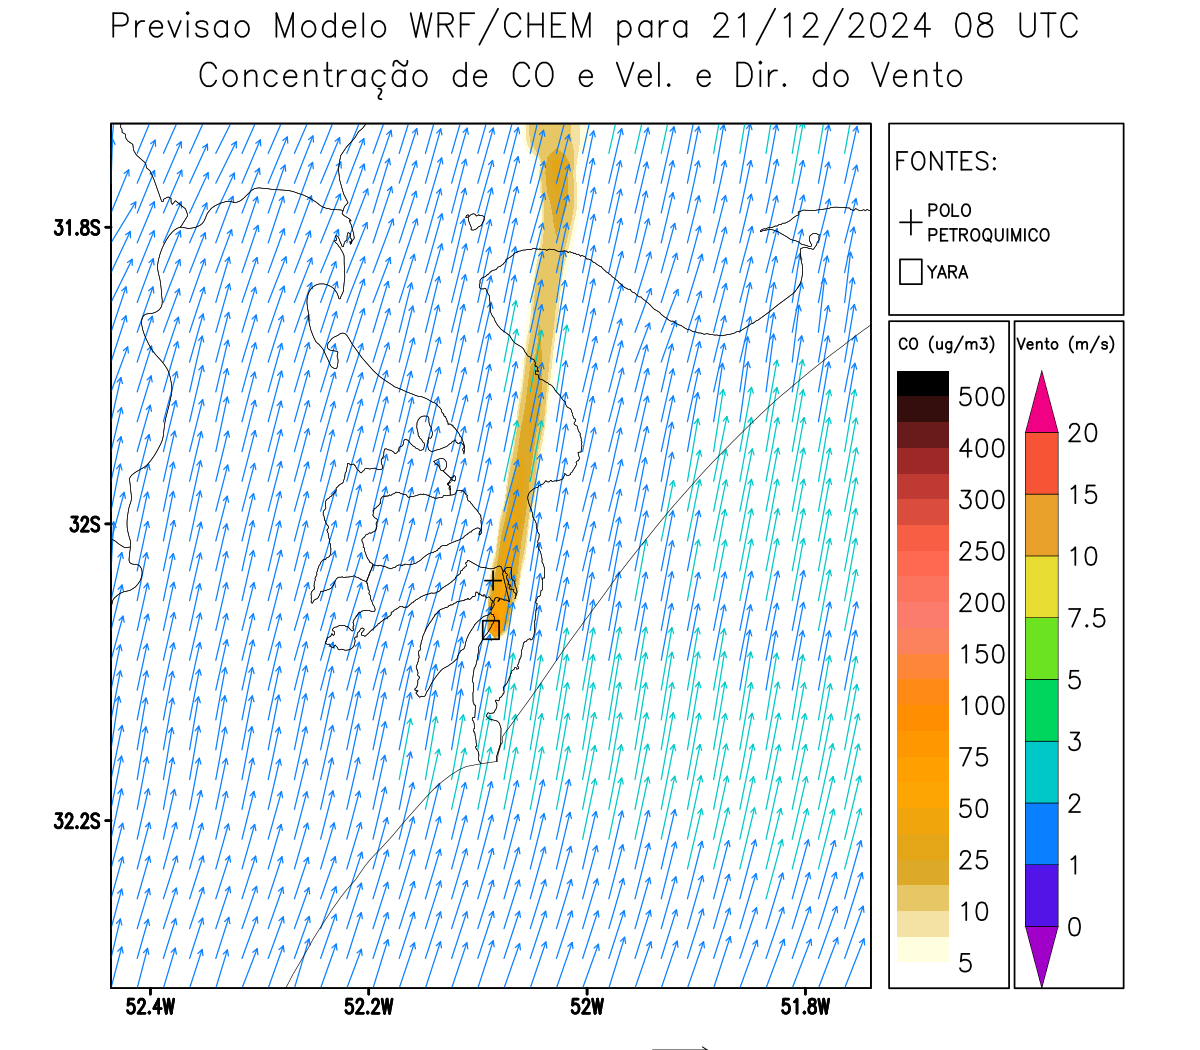 Previsao Modelo WRF/CHEM para 21/12/2024 08 UTC
Concentração de CO e Vel. e Dir. do Vento
FONTES:
POLO
PETROQUIMICO
YARA
CO (ug/m3)
500
400
300
250
200
150
100
75
50
25
10
5
Vento (m/s)
20
15
10
7.5
5
3
2
1
0
31.8S
32S
32.2S
52.4W
52.2W
52W
51.8W